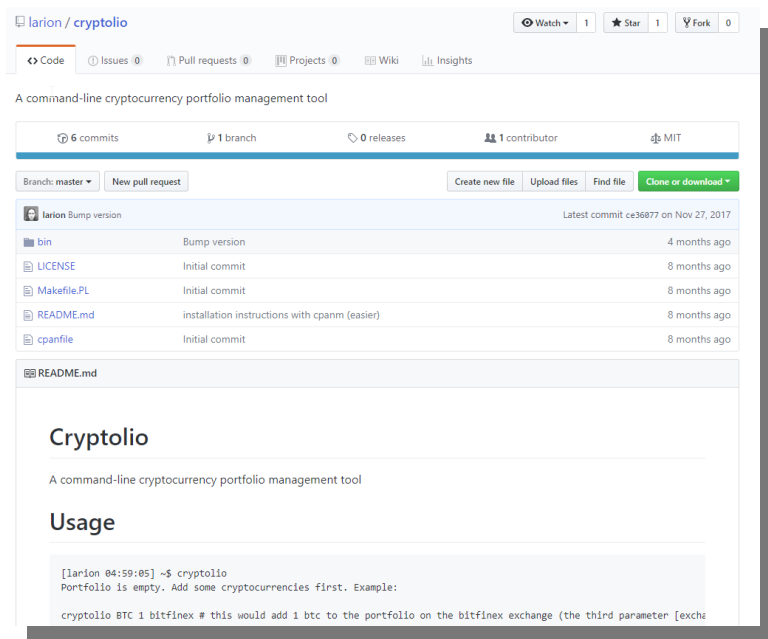 larion / cryptolio
Watch 1 Star 1 Fork 0
Code Issues 0 Pull requests 0 Projects 0 Wiki Insights
A command-line cryptocurrency portfolio management tool
6 commits 1 branch 0 releases 1 contributor MIT
Branch: master New pull request Create new file Upload files Find file Clone or download
larion Bump version Latest commit ce36077 on Nov 27, 2017
bin Bump version 4 months ago
LICENSE Initial commit 8 months ago
Makefile.PL Initial commit 8 months ago
README.md installation instructions with cpanm (easier) 8 months ago
cpanfile Initial commit 8 months ago
README.md
Cryptolio
A command-line cryptocurrency portfolio management tool
Usage
[larion 04:59:05] ~$ cryptolio
Portfolio is empty. Add some cryptocurrencies first. Example:
cryptolio BTC 1 bitfinex # this would add 1 btc to the portfolio on the bitfinex exchange (the third parameter [excha